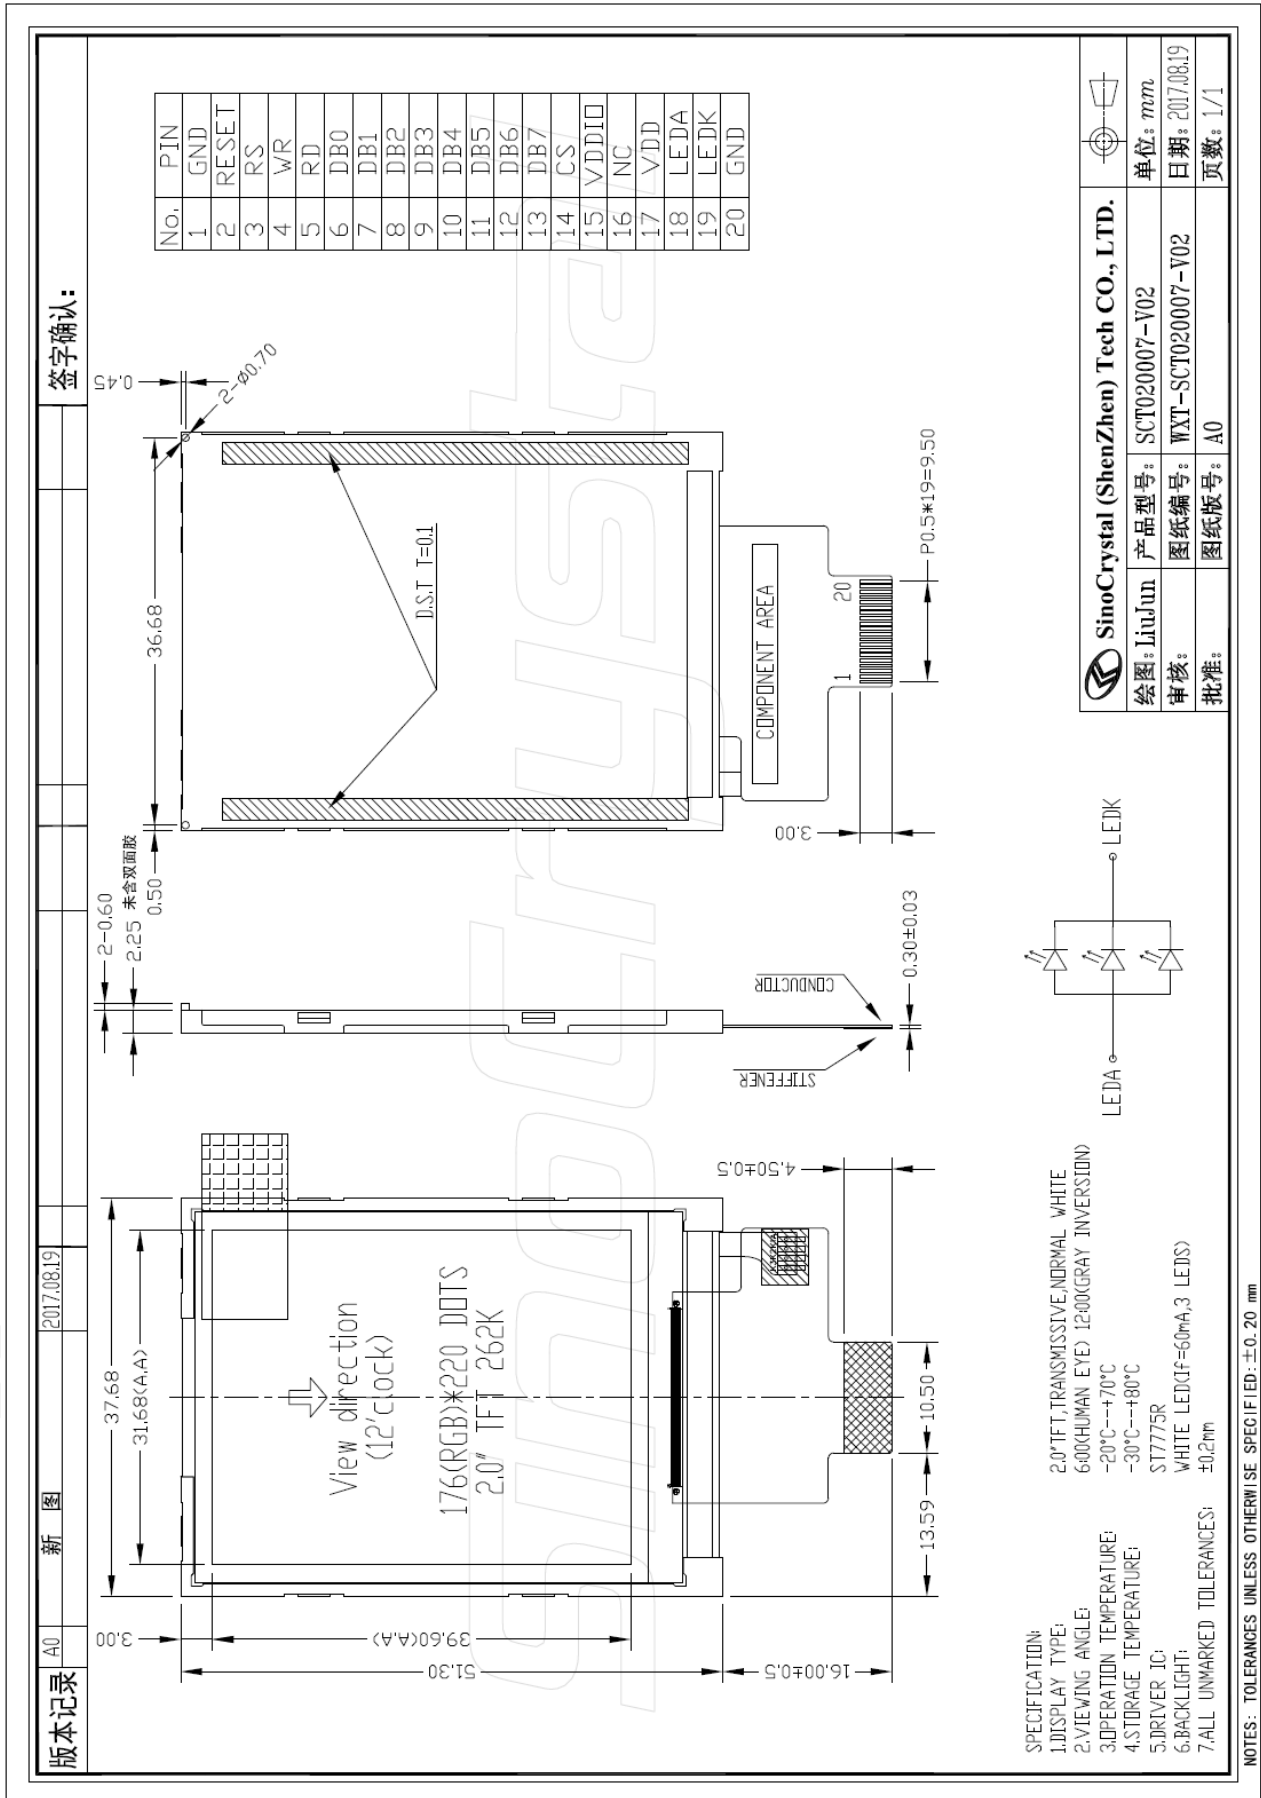 版本记录 A0 新 图 2017.08.19 签字确认:
37.68
31.68(A.A)
3.00
39.60(A.A)
51.30
16.00±0.5
View direction
(12'clock)
176(RGB)*220 DOTS
2.0" TFT 262K
4.50±0.5
10.50
13.59
2-0.60
2.25 未含双面胶
0.50
STIFFENER
CONDUCTOR
0.30±0.03
36.68
0.45
2-Ø0.70
D.S.T T=0.1
COMPONENT AREA
1 20
3.00
P0.5*19=9.50
No. PIN
1 GND
2 RESET
3 RS
4 WR
5 RD
6 DB0
7 DB1
8 DB2
9 DB3
10 DB4
11 DB5
12 DB6
13 DB7
14 CS
15 VDDIO
16 NC
17 VDD
18 LEDA
19 LEDK
20 GND
SinoCrystal
SPECIFICATION:
1.DISPLAY TYPE: 2.0"TFT,TRANSMISSIVE,NORMAL WHITE
2.VIEWING ANGLE: 6:00(HUMAN EYE) 12:00(GRAY INVERSION)
3.OPERATION TEMPERATURE: -20°C---+70°C
4.STORAGE TEMPERATURE: -30°C---+80°C
5.DRIVER IC: ST7775R
6.BACKLIGHT: WHITE LED(If=60mA,3 LEDS)
7.ALL UNMARKED TOLERANCES: ±0.2mm
LEDA LEDK
SinoCrystal (ShenZhen) Tech CO., LTD.
绘图: LiuJun 产品型号: SCT020007-V02 单位: mm
审核: 图纸编号: WXT-SCT020007-V02 日期: 2017.08.19
批准: 图纸版号: A0 页数: 1/1
NOTES: TOLERANCES UNLESS OTHERWISE SPECIFIED: ±0.20 mm